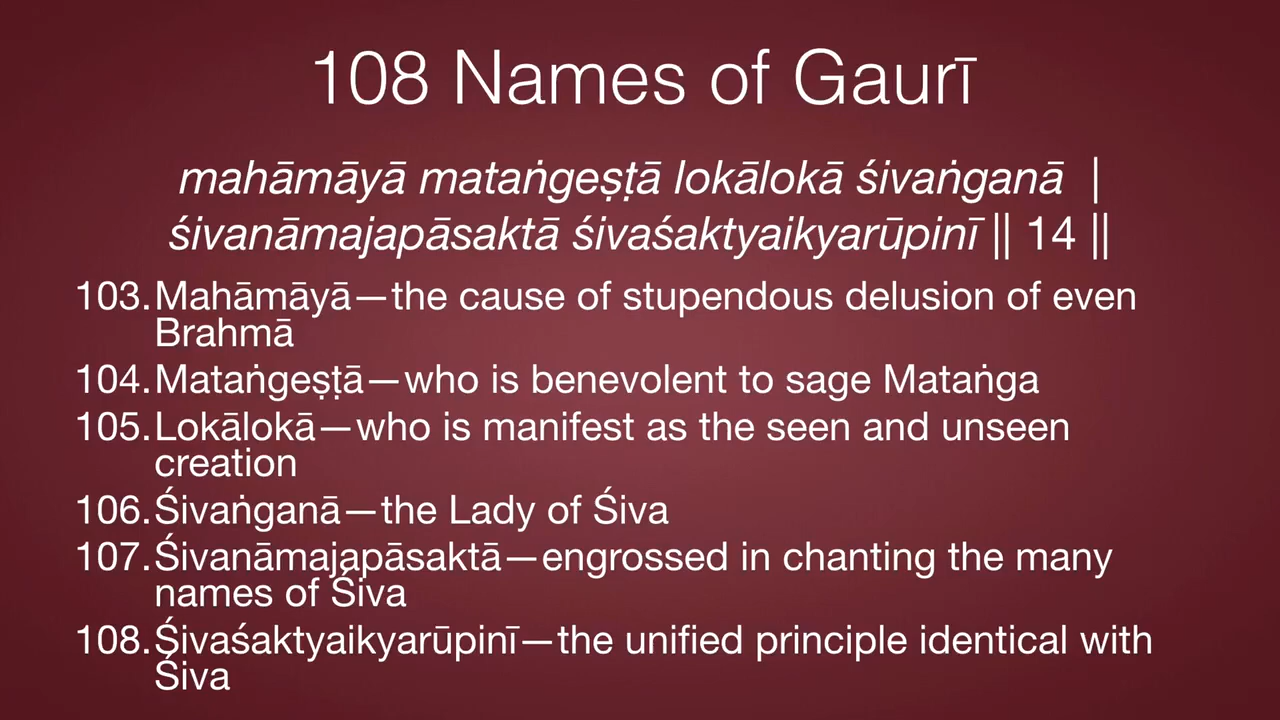 108 Names of Gaurī
mahāmāyā mataṅgeṣṭā lokālokā śivaṅganā |
śivanāmajapāsaktā śivaśaktyaikyarūpinī || 14 ||
103. Mahāmāyā—the cause of stupendous delusion of even
Brahmā
104. Mataṅgeṣṭā—who is benevolent to sage Mataṅga
105. Lokālokā—who is manifest as the seen and unseen
creation
106. Śivaṅganā—the Lady of Śiva
107. Śivanāmajapāsaktā—engrossed in chanting the many
names of Śiva
108. Śivaśaktyaikyarūpinī—the unified principle identical with
Śiva